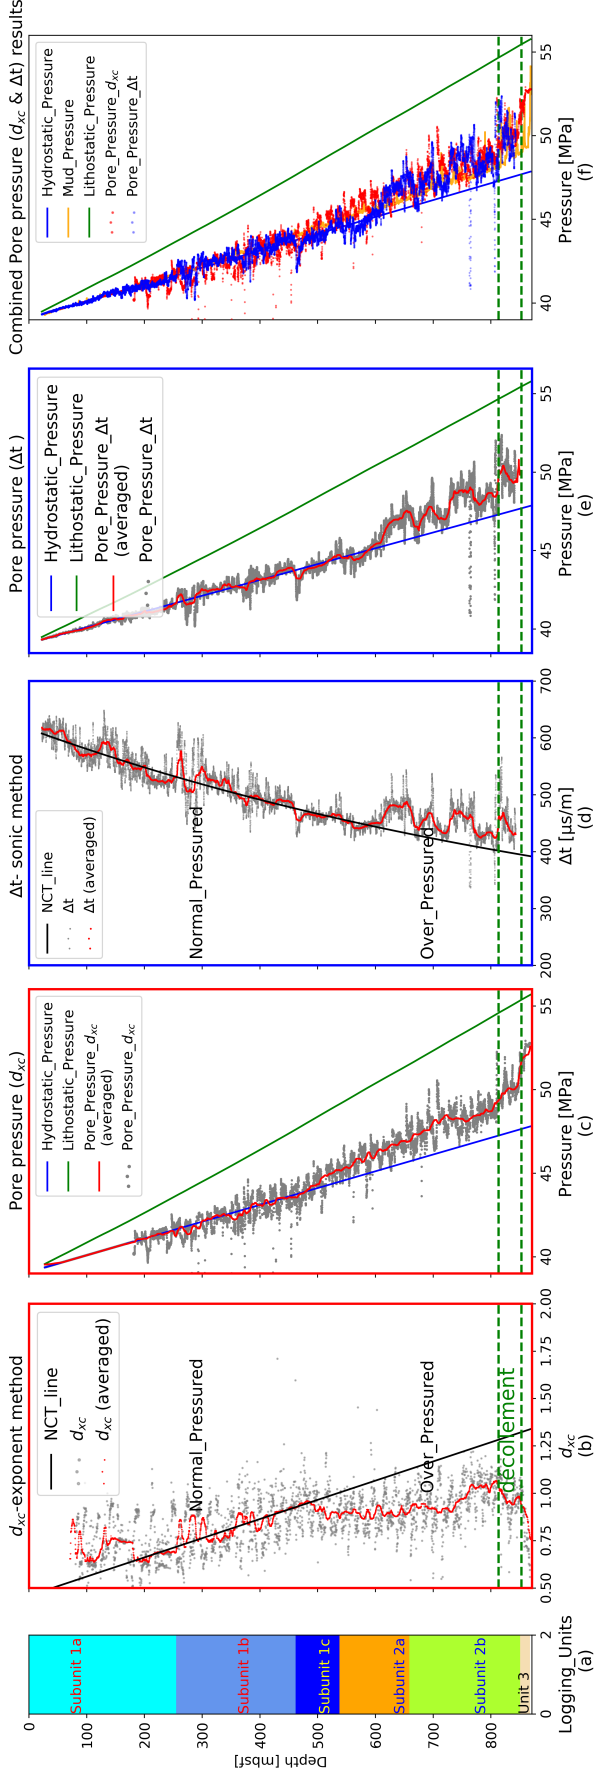 Depth [mbsf]
0
100
200
300
400
500
600
700
800
Subunit 1a
Subunit 1b
Subunit 1c
Subunit 2a
Subunit 2b
Unit 3
0 2
Logging_Units
(a)
d_xc-exponent method
NCT_line
d_xc
d_xc (averaged)
Normal_Pressured
Over_Pressured
décollement
0.50 0.75 1.00 1.25 1.50 1.75 2.00
d_xc
(b)
Pore pressure (d_xc)
Hydrostatic_Pressure
Lithostatic_Pressure
Pore_Pressure_d_xc
(averaged)
Pore_Pressure_d_xc
40 45 50 55
Pressure [MPa]
(c)
Δt- sonic method
NCT_line
Δt
Δt (averaged)
Normal_Pressured
Over_Pressured
200 300 400 500 600 700
Δt [μs/m]
(d)
Pore pressure (Δt )
Hydrostatic_Pressure
Lithostatic_Pressure
Pore_Pressure_Δt
(averaged)
Pore_Pressure_Δt
40 45 50 55
Pressure [MPa]
(e)
Combined Pore pressure (d_xc & Δt) results
Hydrostatic_Pressure
Mud_Pressure
Lithostatic_Pressure
Pore_Pressure_d_xc
Pore_Pressure_Δt
40 45 50 55
Pressure [MPa]
(f)